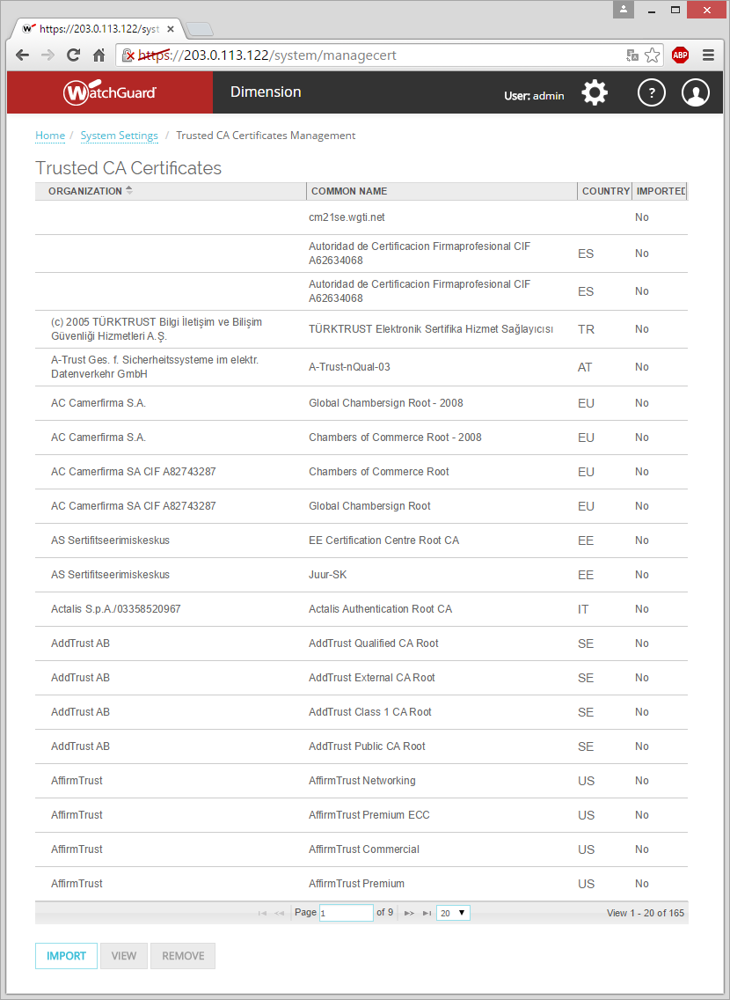 https://203.0.113.122/syst
https://203.0.113.122/system/managecert
ABP
WatchGuard
Dimension
User: admin
?
Home / System Settings / Trusted CA Certificates Management
Trusted CA Certificates
ORGANIZATION COMMON NAME COUNTRY IMPORTED
cm21se.wgti.net No
Autoridad de Certificacion Firmaprofesional CIF
A62634068 ES No
Autoridad de Certificacion Firmaprofesional CIF
A62634068 ES No
(c) 2005 TÜRKTRUST Bilgi İletişim ve Bilişim
Güvenliği Hizmetleri A.Ş. TÜRKTRUST Elektronik Sertifika Hizmet Sağlayıcısı TR No
A-Trust Ges. f. Sicherheitssysteme im elektr.
Datenverkehr GmbH A-Trust-nQual-03 AT No
AC Camerfirma S.A. Global Chambersign Root - 2008 EU No
AC Camerfirma S.A. Chambers of Commerce Root - 2008 EU No
AC Camerfirma SA CIF A82743287 Chambers of Commerce Root EU No
AC Camerfirma SA CIF A82743287 Global Chambersign Root EU No
AS Sertifitseerimiskeskus EE Certification Centre Root CA EE No
AS Sertifitseerimiskeskus Juur-SK EE No
Actalis S.p.A./03358520967 Actalis Authentication Root CA IT No
AddTrust AB AddTrust Qualified CA Root SE No
AddTrust AB AddTrust External CA Root SE No
AddTrust AB AddTrust Class 1 CA Root SE No
AddTrust AB AddTrust Public CA Root SE No
AffirmTrust AffirmTrust Networking US No
AffirmTrust AffirmTrust Premium ECC US No
AffirmTrust AffirmTrust Commercial US No
AffirmTrust AffirmTrust Premium US No
Page 1 of 9 20 View 1 - 20 of 165
IMPORT VIEW REMOVE